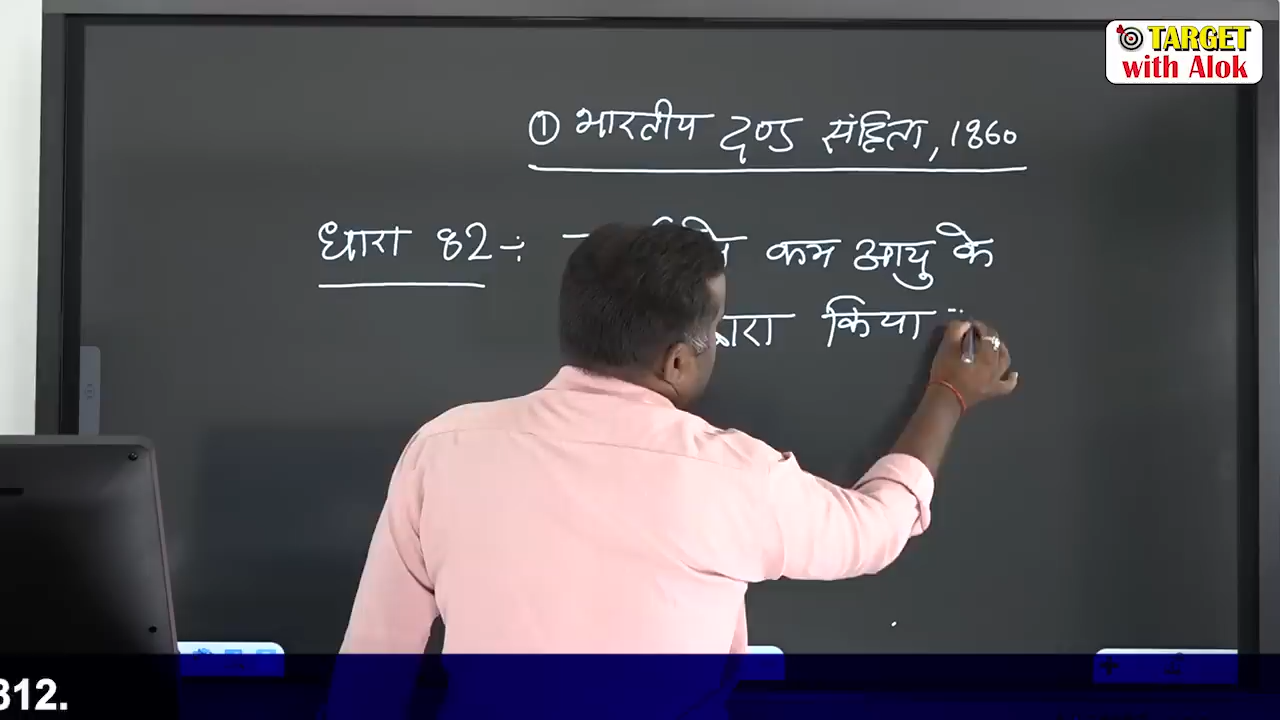 TARGET
with Alok
① भारतीय दण्ड संहिता, 1860
धारा 82 ÷ कम आयु के
द्वारा किया
312.